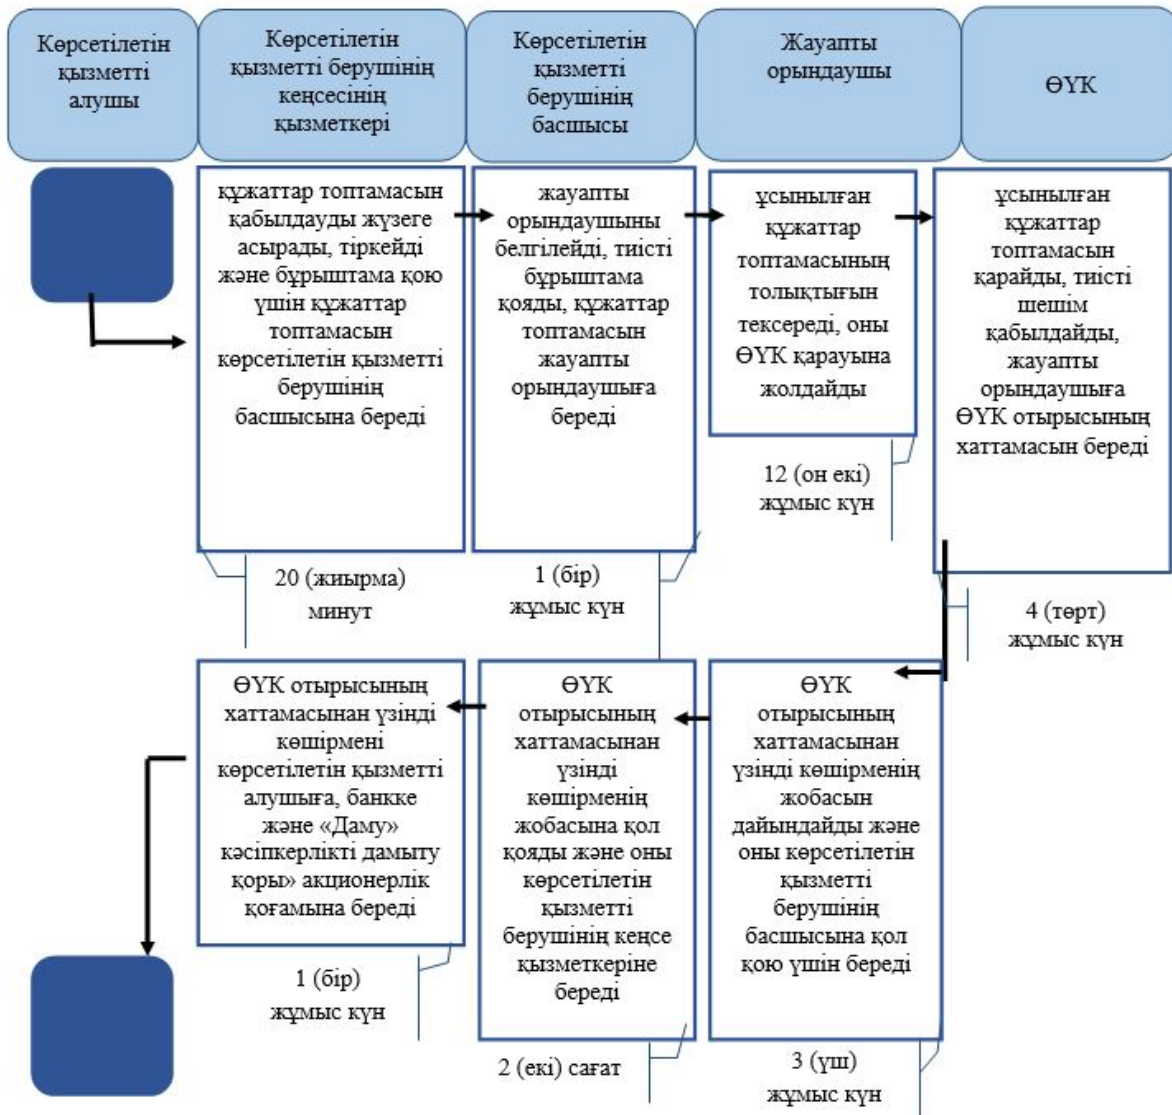 Көрсетілетін
қызметті
алушы
Көрсетілетін
қызметті берушінің
кеңсесінің
қызметкері
Көрсетілетін
қызметті
берушінің
басшысы
Жауапты
орындаушы
ӨҮК
құжаттар топтамасын
қабылдауды жүзеге
асырады, тіркейді
және бұрыштама қою
үшін құжаттар
топтамасын
көрсетілетін қызметті
берушінің
басшысына береді
жауапты
орындаушыны
белгілейді, тиісті
бұрыштама
қояды, құжаттар
топтамасын
жауапты
орындаушыға
береді
ұсынылған
құжаттар
топтамасының
толықтығын
тексереді, оны
ӨҮК қарауына
жолдайды
ұсынылған
құжаттар
топтамасын
қарайды, тиісті
шешім
қабылдайды,
жауапты
орындаушыға
ӨҮК отырысының
хаттамасын береді
20 (жиырма)
минут
1 (бір)
жұмыс күн
12 (он екі)
жұмыс күн
4 (төрт)
жұмыс күн
ӨҮК отырысының
хаттамасынан үзінді
көшірмені
көрсетілетін қызметті
алушыға, банкке
және «Даму»
кәсіпкерлікті дамыту
қоры» акционерлік
қоғамына береді
ӨҮК
отырысының
хаттамасынан
үзінді
көшірменің
жобасына қол
қояды және оны
көрсетілетін
қызметті
берушінің кеңсе
қызметкеріне
береді
ӨҮК
отырысының
хаттамасынан
үзінді көшірменің
жобасын
дайындайды және
оны көрсетілетін
қызметті
берушінің
басшысына қол
қою үшін береді
1 (бір)
жұмыс күн
2 (екі) сағат
3 (үш)
жұмыс күн